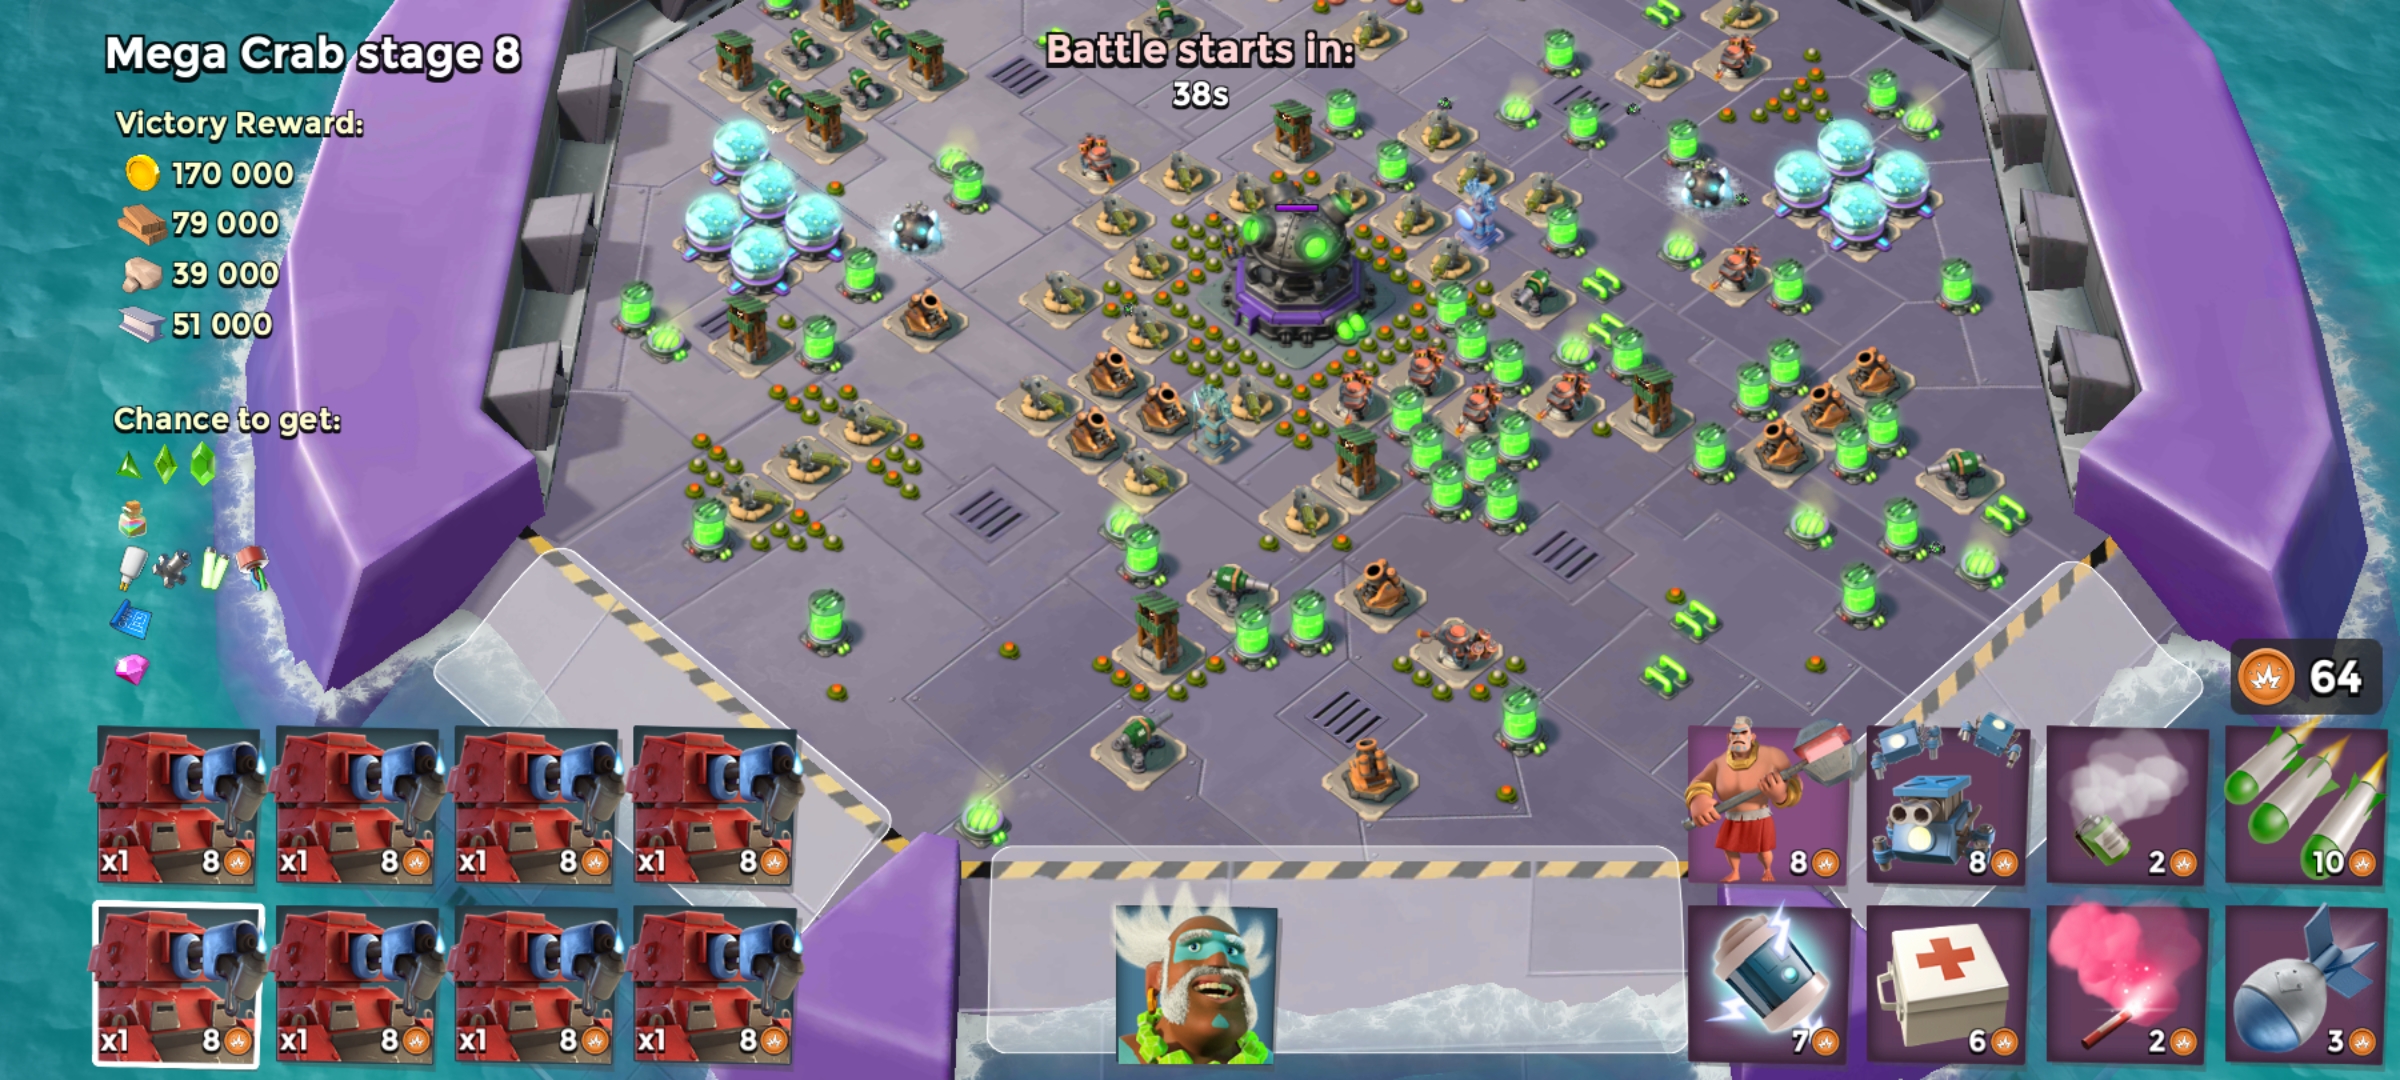 Mega Crab stage 8
Battle starts in:
38s
Victory Reward:
170 000
79 000
39 000
51 000
Chance to get:
64
x1 8
x1 8
x1 8
x1 8
8
8
2
10
x1 8
x1 8
x1 8
x1 8
7
6
2
3